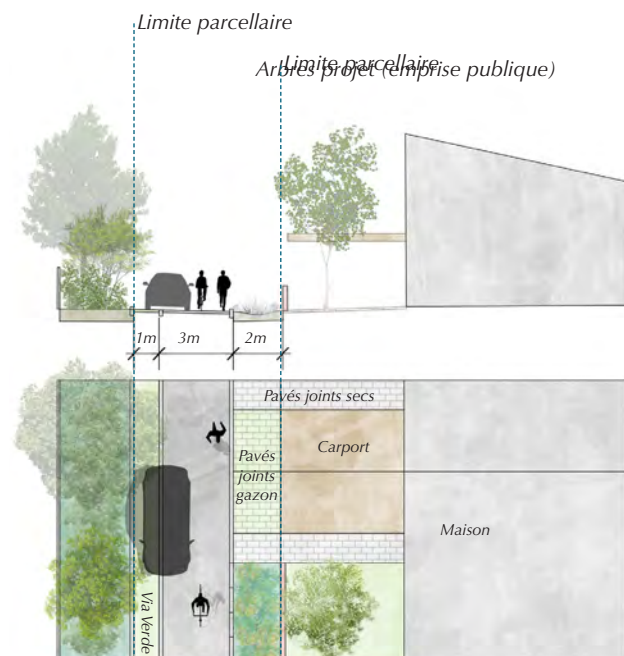 Limite parcellaire
Limite parcellaire
Arbres projet (emprise publique)
1m
3m
2m
Pavés joints secs
Carport
Pavés
joints
gazon
Maison
Via Verde